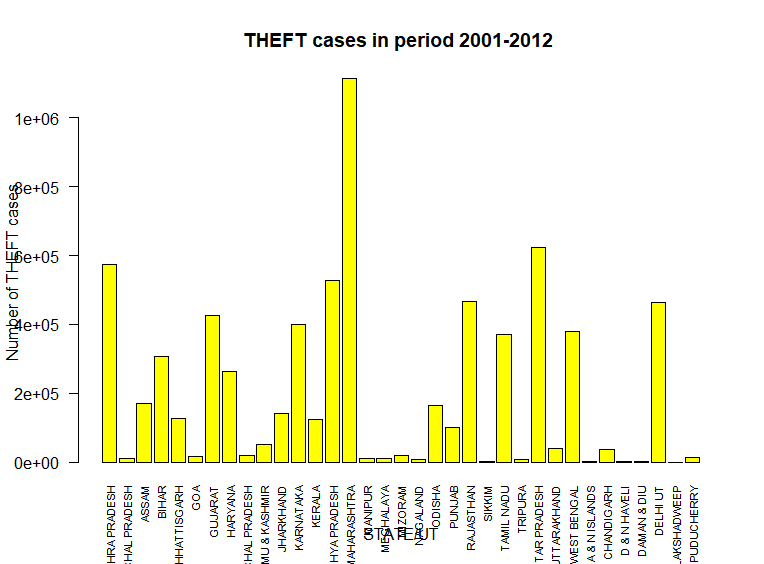 THEFT cases in period 2001-2012
Number of THEFT cases
1e+06
8e+05
6e+05
4e+05
2e+05
0e+00
HRA PRADESH
CHAL PRADESH
ASSAM
BIHAR
HHATTISGARH
GOA
GUJARAT
HARYANA
CHAL PRADESH
MU & KASHMIR
JHARKHAND
KARNATAKA
KERALA
HYA PRADESH
MAHARASHTRA
MANIPUR
MEGHALAYA
MIZORAM
NAGALAND
ODISHA
PUNJAB
RAJASTHAN
SIKKIM
TAMIL NADU
TRIPURA
TAR PRADESH
UTTARAKHAND
WEST BENGAL
A & N ISLANDS
CHANDIGARH
D & N HAVELI
DAMAN & DIU
DELHI UT
LAKSHADWEEP
PUDUCHERRY
STATE/UT